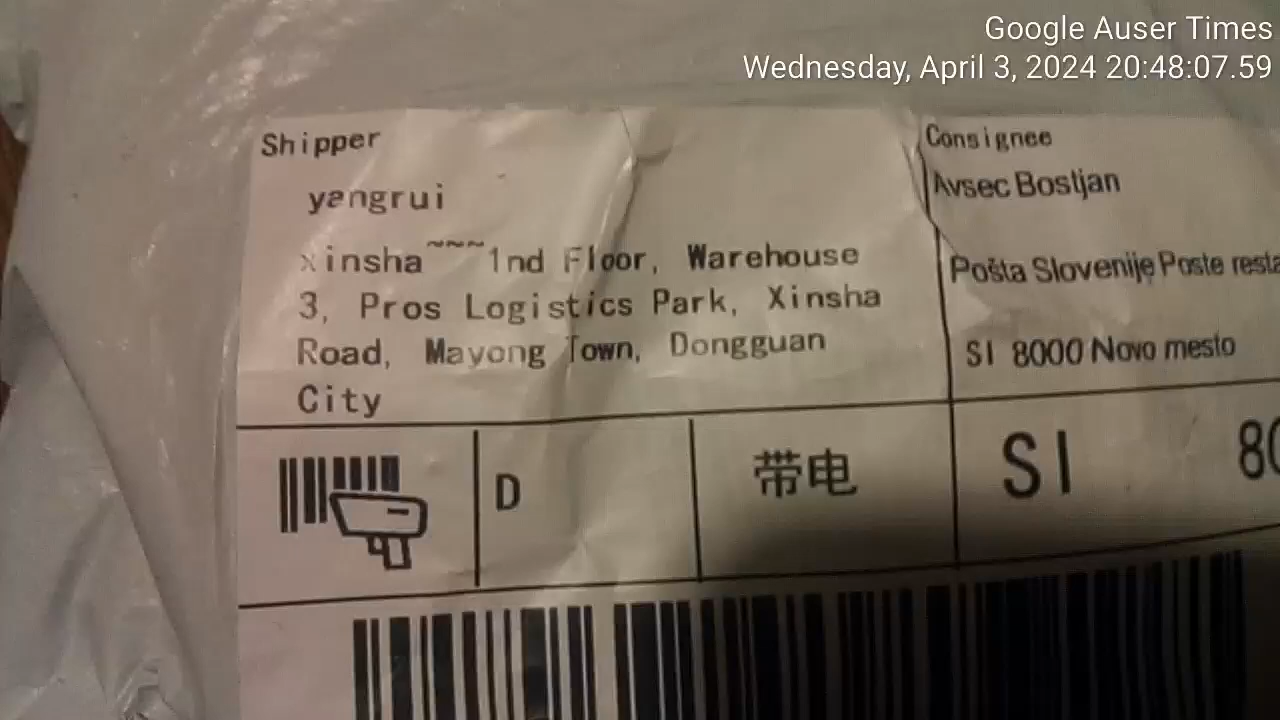 Google Auser Times
Wednesday, April 3, 2024 20:48:07.59
Shipper
yangrui
xinsha~~~1nd Floor, Warehouse
3, Pros Logistics Park, Xinsha
Road, Mayong Town, Dongguan
City
Consignee
Avsec Bostjan
Pošta Slovenije Poste
SI 8000 Novo mesto
D
带电
SI